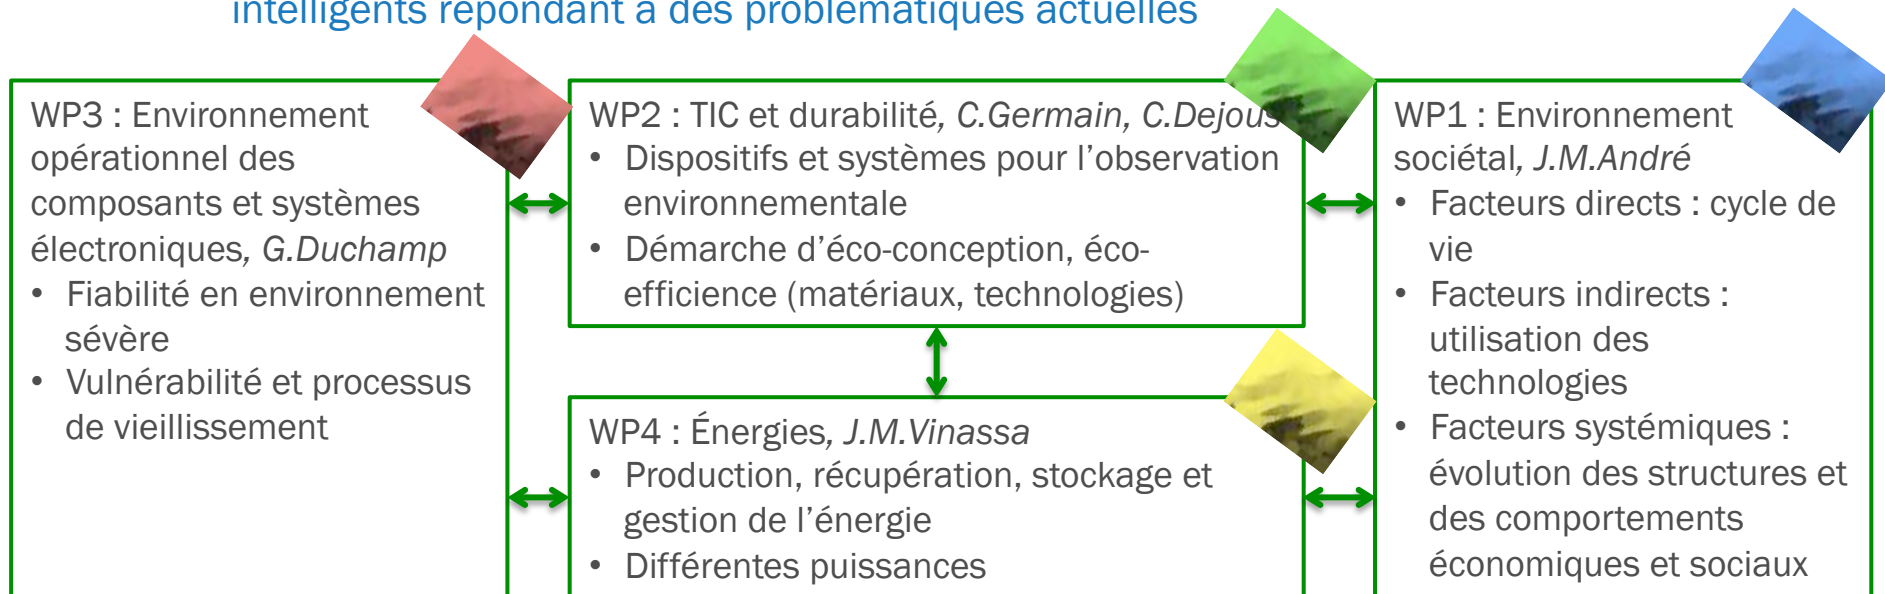 intelligents répondant à des problématiques actuelles
WP3 : Environnement
opérationnel des
composants et systèmes
électroniques, G.Duchamp
• Fiabilité en environnement
sévère
• Vulnérabilité et processus
de vieillissement
WP2 : TIC et durabilité, C.Germain, C.Dejous
• Dispositifs et systèmes pour l’observation
environnementale
• Démarche d’éco-conception, éco-
efficience (matériaux, technologies)
WP4 : Énergies, J.M.Vinassa
• Production, récupération, stockage et
gestion de l’énergie
• Différentes puissances
WP1 : Environnement
sociétal, J.M.André
• Facteurs directs : cycle de
vie
• Facteurs indirects :
utilisation des
technologies
• Facteurs systémiques :
évolution des structures et
des comportements
économiques et sociaux